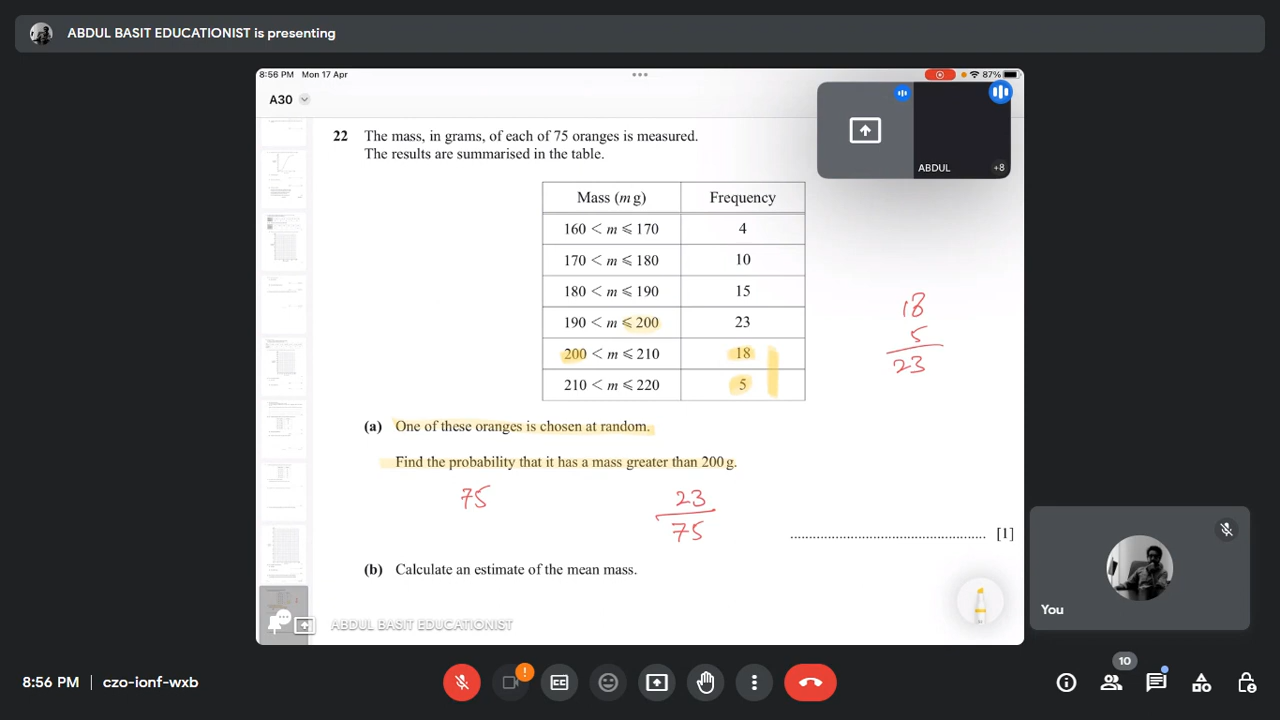 ABDUL BASIT EDUCATIONIST is presenting
8:56 PM Mon 17 Apr
87%
A30
ABDUL
+8
22 The mass, in grams, of each of 75 oranges is measured.
The results are summarised in the table.
Mass (m g) Frequency
160 < m ⩽ 170 4
170 < m ⩽ 180 10
180 < m ⩽ 190 15
190 < m ⩽ 200 23
200 < m ⩽ 210 18
210 < m ⩽ 220 5
18
5
23
(a) One of these oranges is chosen at random.
Find the probability that it has a mass greater than 200 g.
75
23
75
[1]
(b) Calculate an estimate of the mean mass.
ABDUL BASIT EDUCATIONIST
You
8:56 PM | czo-ionf-wxb
10